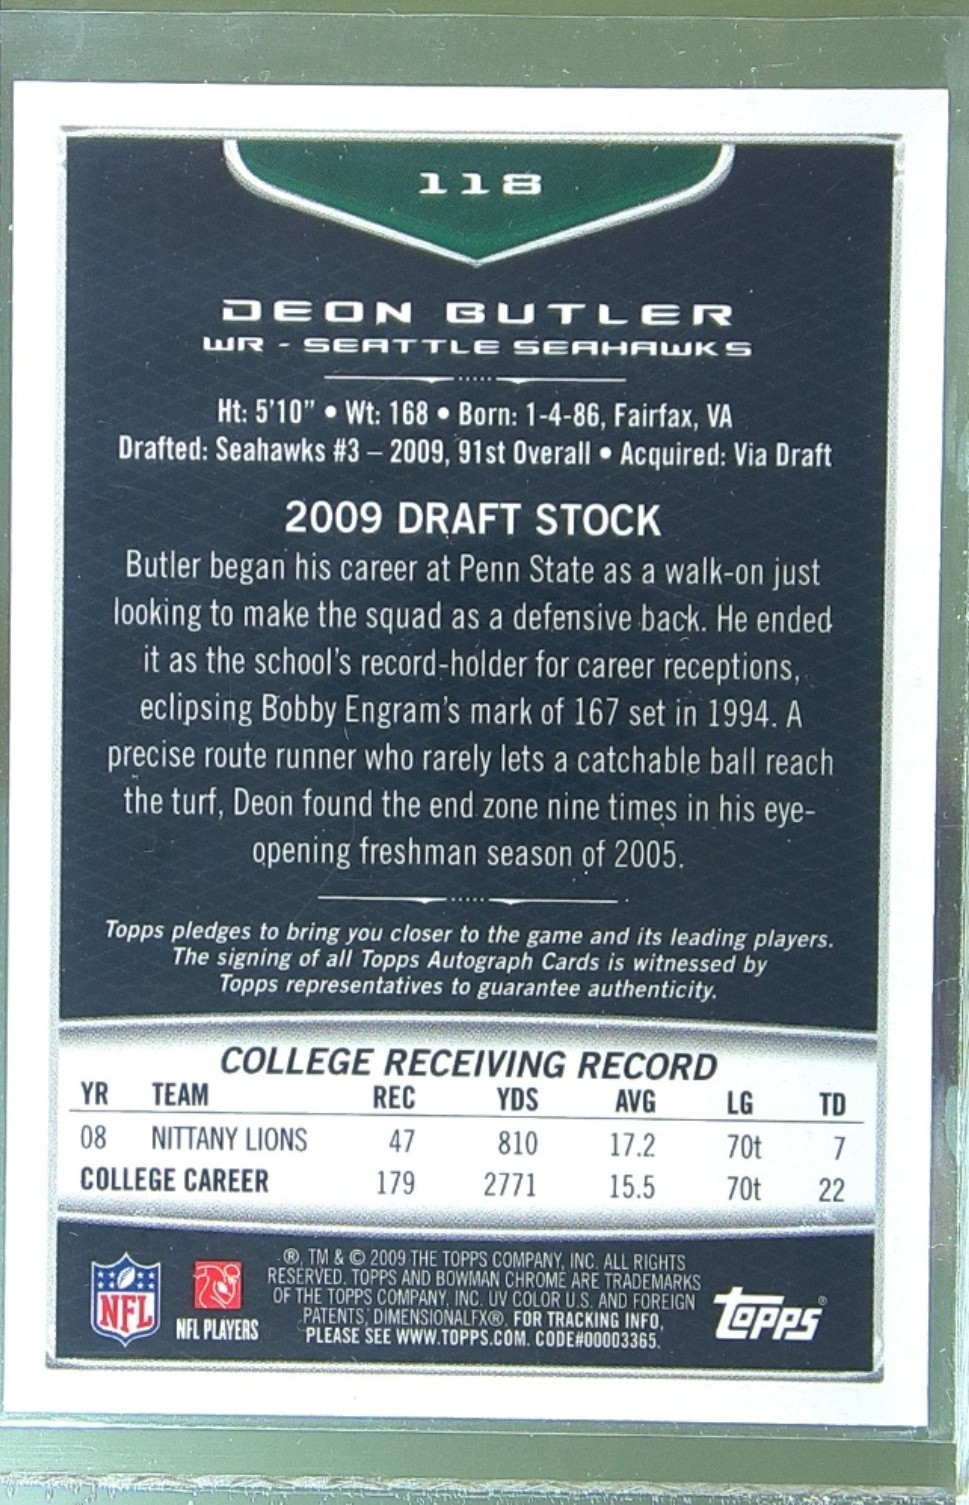 118
DEON BUTLER
WR - SEATTLE SEAHAWKS
Ht: 5'10" • Wt: 168 • Born: 1-4-86, Fairfax, VA
Drafted: Seahawks #3 – 2009, 91st Overall • Acquired: Via Draft
2009 DRAFT STOCK
Butler began his career at Penn State as a walk-on just
looking to make the squad as a defensive back. He ended
it as the school's record-holder for career receptions,
eclipsing Bobby Engram's mark of 167 set in 1994. A
precise route runner who rarely lets a catchable ball reach
the turf, Deon found the end zone nine times in his eye-
opening freshman season of 2005.
Topps pledges to bring you closer to the game and its leading players.
The signing of all Topps Autograph Cards is witnessed by
Topps representatives to guarantee authenticity.
COLLEGE RECEIVING RECORD
YR TEAM REC YDS AVG LG TD
08 NITTANY LIONS 47 810 17.2 70t 7
COLLEGE CAREER 179 2771 15.5 70t 22
NFL
NFL PLAYERS
®, TM & © 2009 THE TOPPS COMPANY, INC. ALL RIGHTS
RESERVED. TOPPS AND BOWMAN CHROME ARE TRADEMARKS
OF THE TOPPS COMPANY, INC. UV COLOR U.S. AND FOREIGN
PATENTS, DIMENSIONALFX®. FOR TRACKING INFO,
PLEASE SEE WWW.TOPPS.COM. CODE#00003365.
Topps®